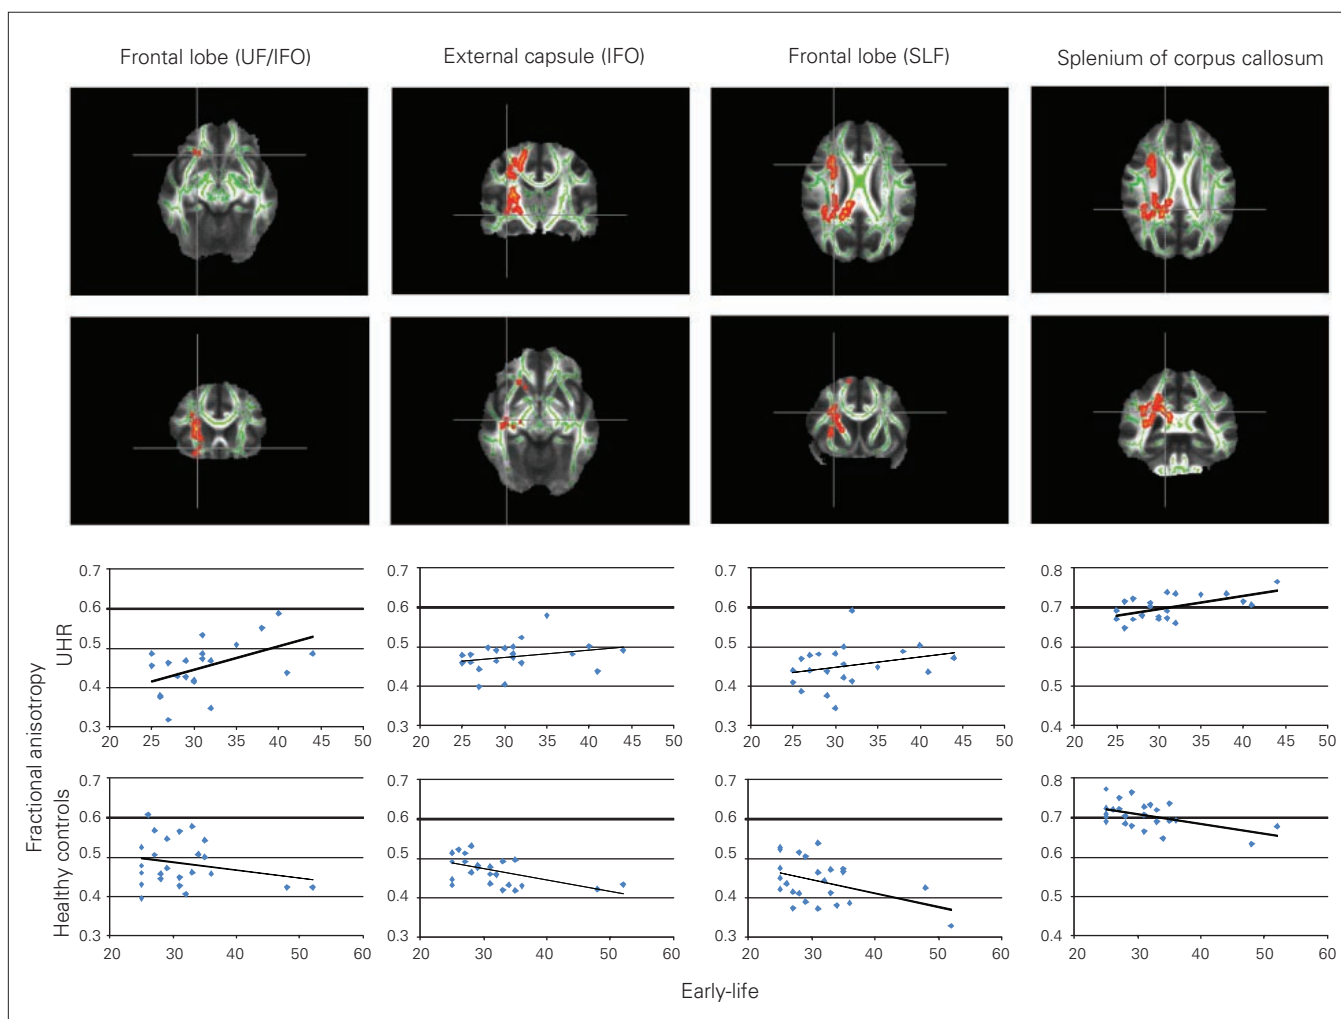 Frontal lobe (UF/IFO) External capsule (IFO) Frontal lobe (SLF) Splenium of corpus callosum
Fractional anisotropy
UHR
0.7 0.7 0.7 0.8
0.6 0.6 0.6 0.7
0.5 0.5 0.5 0.6
0.4 0.4 0.4 0.5
0.3 0.3 0.3 0.4
20 25 30 35 40 45 50 20 25 30 35 40 45 50 20 25 30 35 40 45 50 20 25 30 35 40 45 50
Healthy controls
0.7 0.7 0.7 0.8
0.6 0.6 0.6 0.7
0.5 0.5 0.5 0.6
0.4 0.4 0.4 0.5
0.3 0.3 0.3 0.4
20 30 40 50 60 20 30 40 50 60 20 30 40 50 60 20 30 40 50 60
Early-life